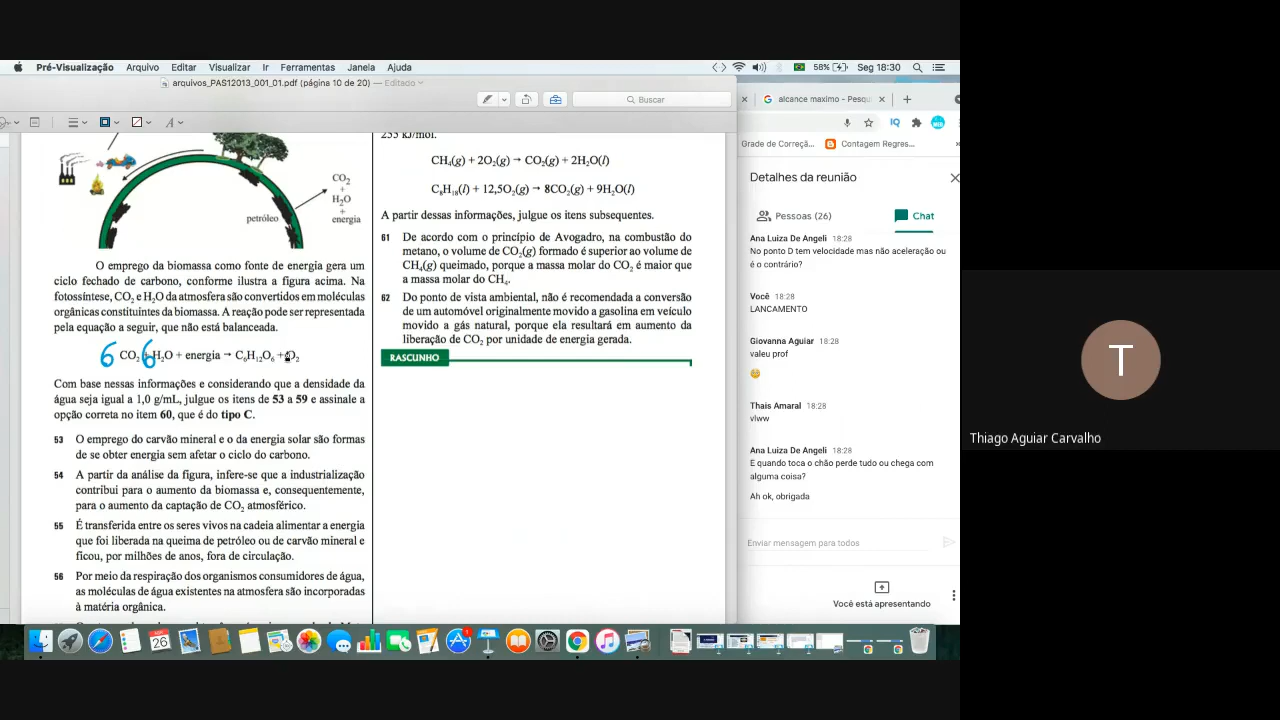 Pré-Visualização Arquivo Editar Visualizar Ir Ferramentas Janela Ajuda 58% Seg 18:30
arquivos_PAS12013_001_01.pdf (página 10 de 20) — Editado
Buscar
CO2
+
H2O
+
energia
petróleo
O emprego da biomassa como fonte de energia gera um
ciclo fechado de carbono, conforme ilustra a figura acima. Na
fotossíntese, CO2 e H2O da atmosfera são convertidos em moléculas
orgânicas constituintes da biomassa. A reação pode ser representada
pela equação a seguir, que não está balanceada.
6 CO2 + 6 H2O + energia → C6H12O6 + O2
Com base nessas informações e considerando que a densidade da
água seja igual a 1,0 g/mL, julgue os itens de 53 a 59 e assinale a
opção correta no item 60, que é do tipo C.
53 O emprego do carvão mineral e o da energia solar são formas
de se obter energia sem afetar o ciclo do carbono.
54 A partir da análise da figura, infere-se que a industrialização
contribui para o aumento da biomassa e, consequentemente,
para o aumento da captação de CO2 atmosférico.
55 É transferida entre os seres vivos na cadeia alimentar a energia
que foi liberada na queima de petróleo ou de carvão mineral e
ficou, por milhões de anos, fora de circulação.
56 Por meio da respiração dos organismos consumidores de água,
as moléculas de água existentes na atmosfera são incorporadas
à matéria orgânica.
255 kJ/mol.
CH4(g) + 2O2(g) → CO2(g) + 2H2O(l)
C8H18(l) + 12,5O2(g) → 8CO2(g) + 9H2O(l)
A partir dessas informações, julgue os itens subsequentes.
61 De acordo com o princípio de Avogadro, na combustão do
metano, o volume de CO2(g) formado é superior ao volume de
CH4(g) queimado, porque a massa molar do CO2 é maior que
a massa molar do CH4.
62 Do ponto de vista ambiental, não é recomendada a conversão
de um automóvel originalmente movido a gasolina em veículo
movido a gás natural, porque ela resultará em aumento da
liberação de CO2 por unidade de energia gerada.
RASCUNHO
alcance maximo - Pesqu
Grade de Correçã... Contagem Regres...
Detalhes da reunião
Pessoas (26) Chat
Ana Luiza De Angeli 18:28
No ponto D tem velocidade mas não aceleração ou
é o contrário?
Você 18:28
LANCAMENTO
Giovanna Aguiar 18:28
valeu prof
Thais Amaral 18:28
vlww
Ana Luiza De Angeli 18:28
E quando toca o chão perde tudo ou chega com
alguma coisa?
Ah ok, obrigada
Enviar mensagem para todos
Você está apresentando
T
Thiago Aguiar Carvalho
26